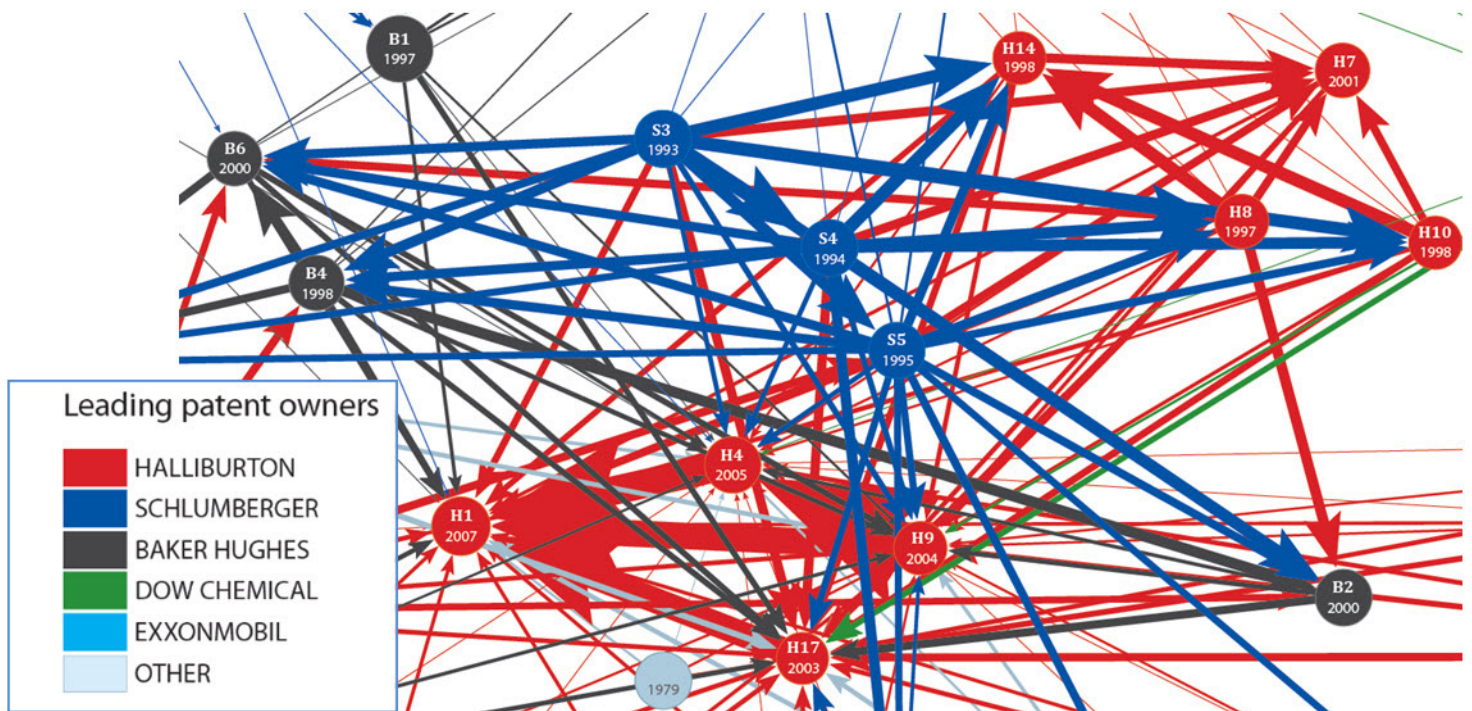 B1
1997
H14
1998
H7
2001
S3
1993
B6
2000
S4
1994
H8
1997
H10
1998
B4
1998
S5
1995
Leading patent owners
HALLIBURTON
SCHLUMBERGER
BAKER HUGHES
DOW CHEMICAL
EXXONMOBIL
OTHER
H4
2005
H1
2007
H9
2004
B2
2000
H17
2003
1979